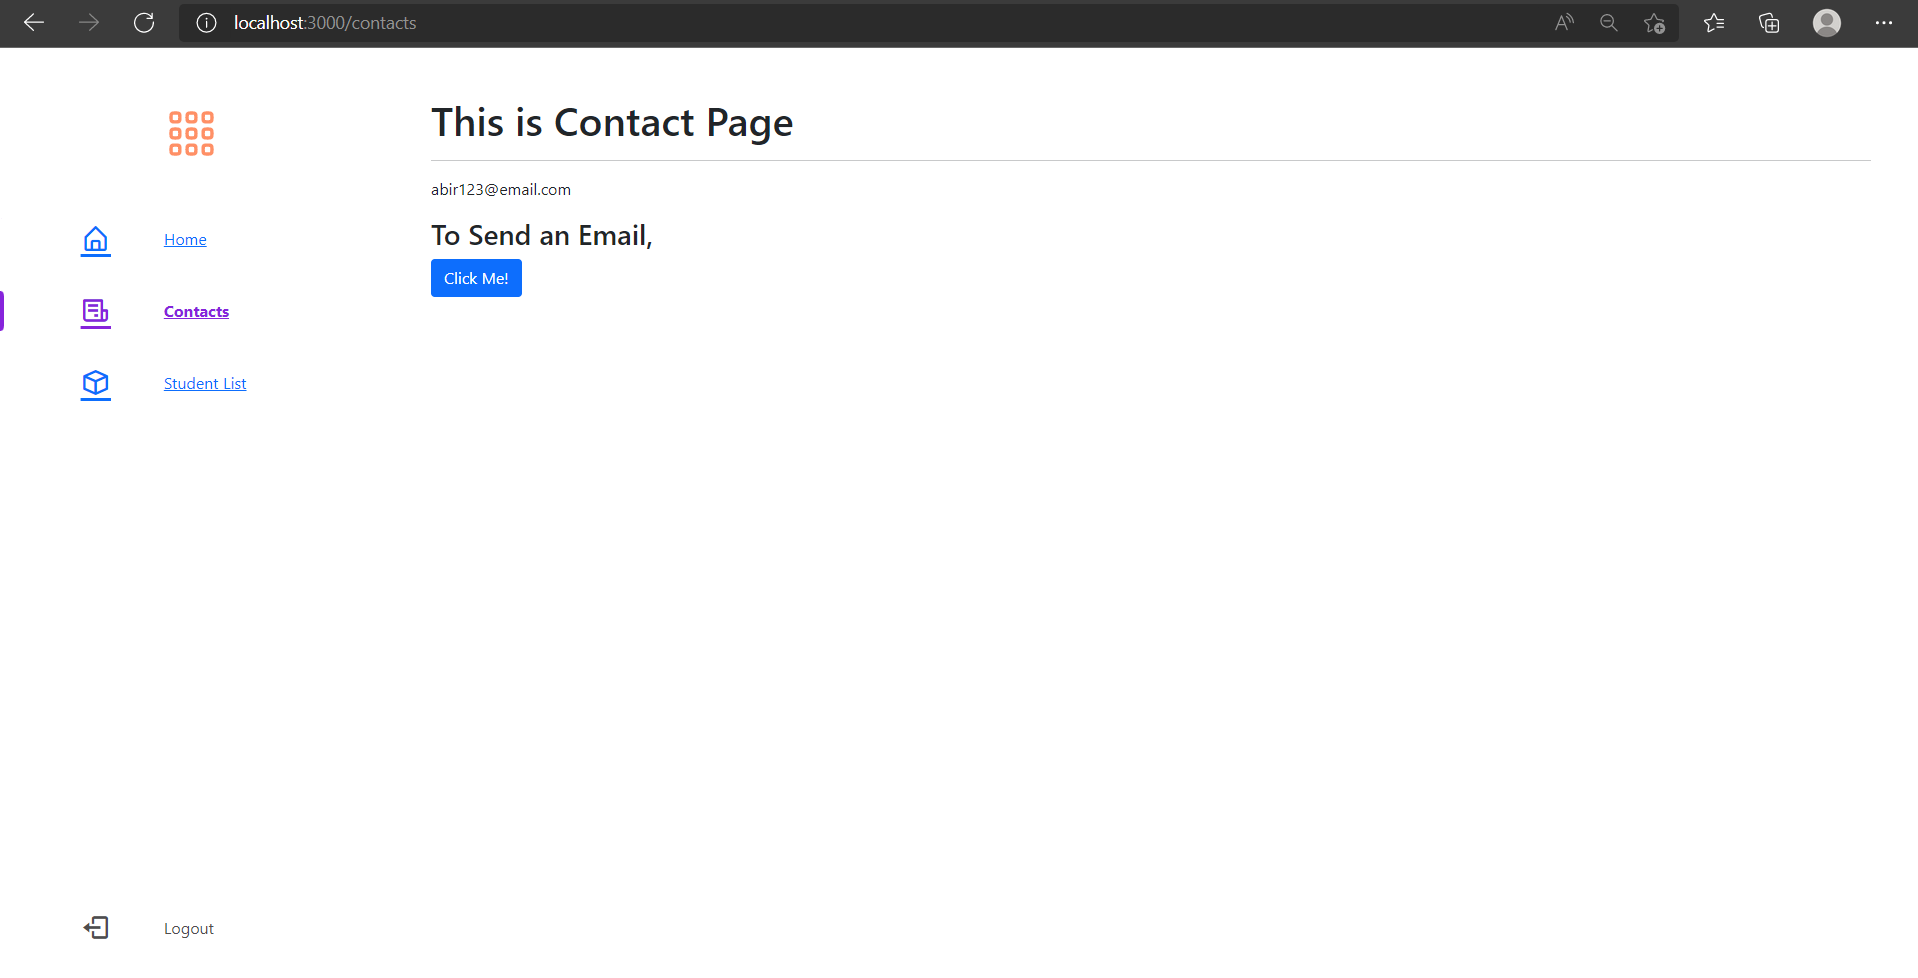 localhost:3000/contacts
This is Contact Page
abir123@email.com
To Send an Email,
Click Me!
Home
Contacts
Student List
Logout